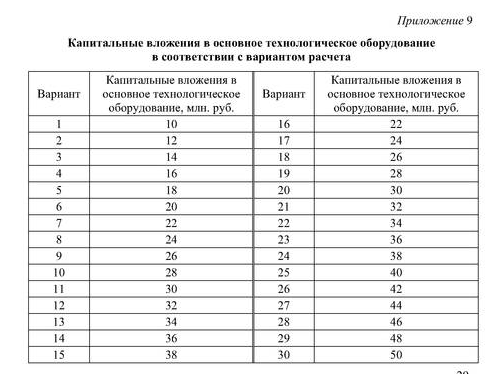 Приложение 9
Капитальные вложения в основное технологическое оборудование
в соответствии с вариантом расчета
Вариант | Капитальные вложения в основное технологическое оборудование, млн. руб. | Вариант | Капитальные вложения в основное технологическое оборудование, млн. руб.
1 | 10 | 16 | 22
2 | 12 | 17 | 24
3 | 14 | 18 | 26
4 | 16 | 19 | 28
5 | 18 | 20 | 30
6 | 20 | 21 | 32
7 | 22 | 22 | 34
8 | 24 | 23 | 36
9 | 26 | 24 | 38
10 | 28 | 25 | 40
11 | 30 | 26 | 42
12 | 32 | 27 | 44
13 | 34 | 28 | 46
14 | 36 | 29 | 48
15 | 38 | 30 | 50